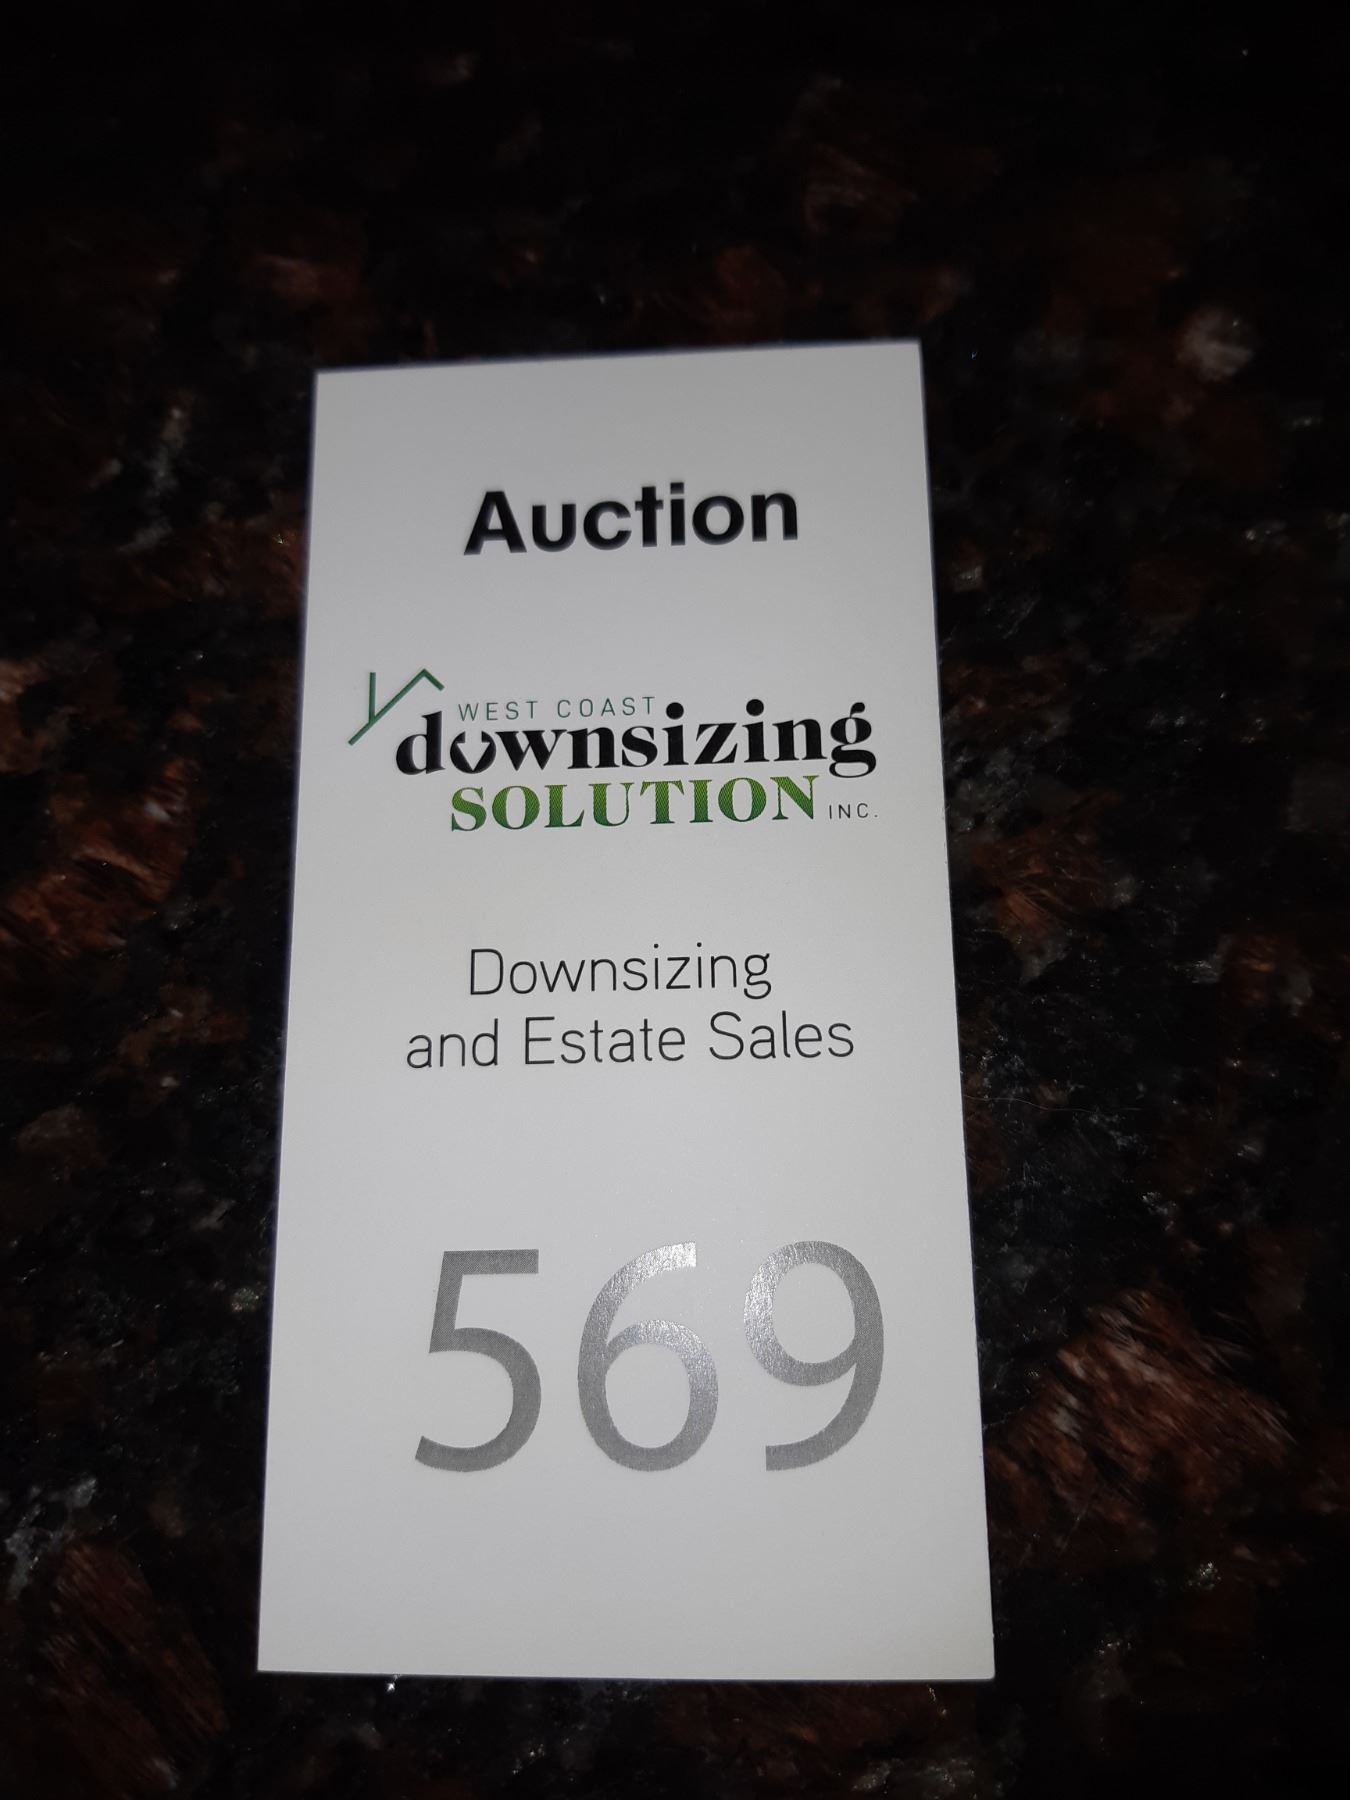 Auction
WEST COAST
downsizing
SOLUTION INC.
Downsizing
and Estate Sales
569